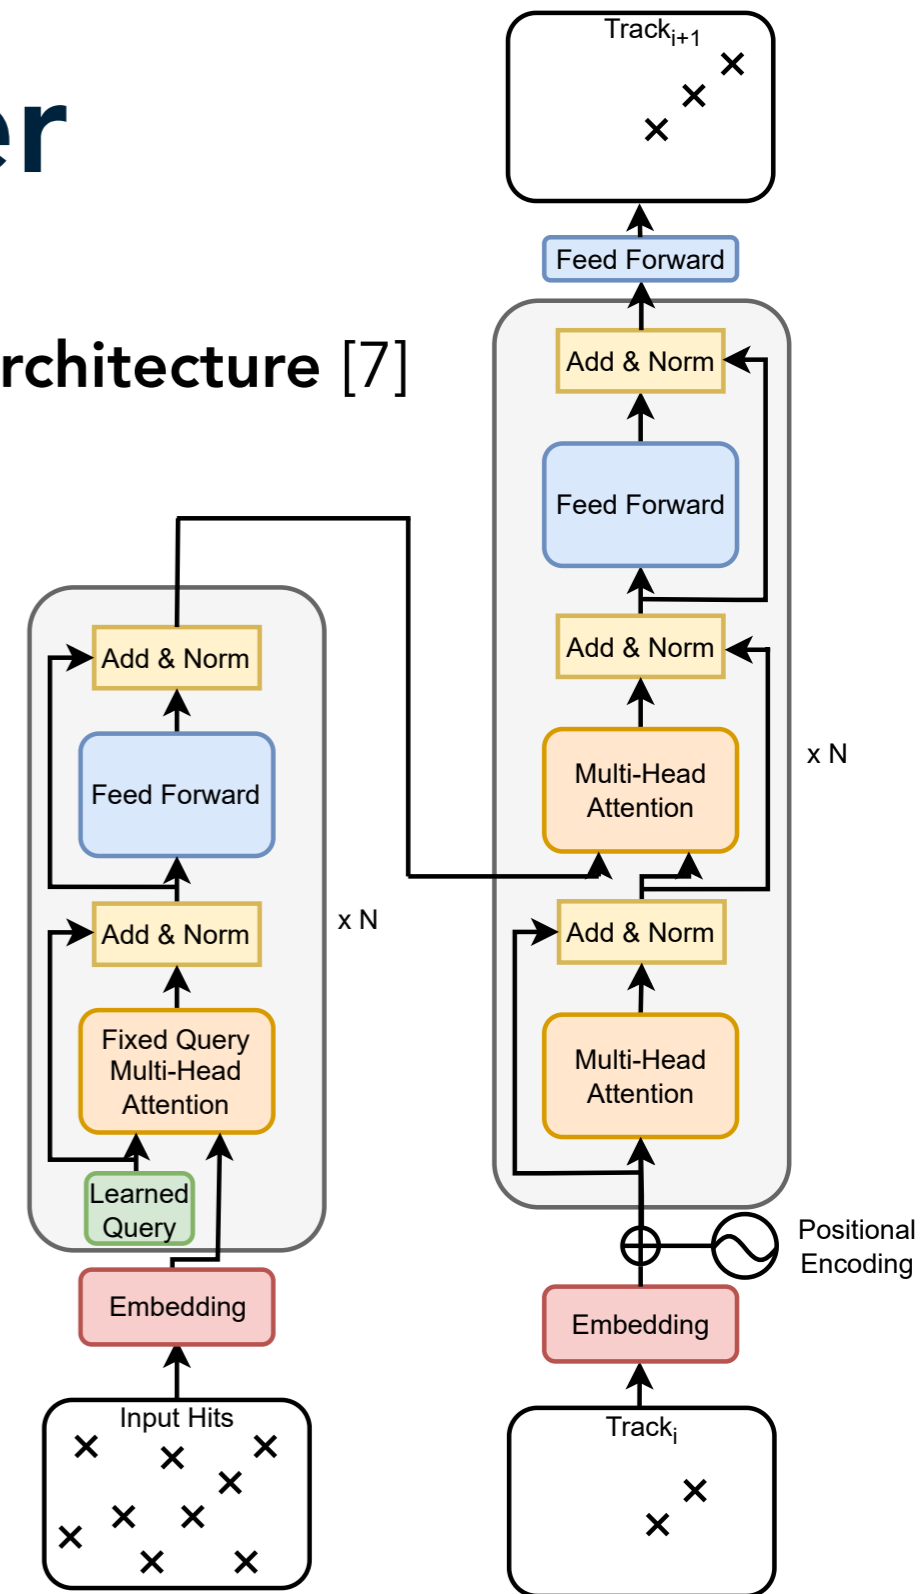 er
rchitecture [7]
Add & Norm
Feed Forward
Add & Norm
x N
Fixed Query
Multi-Head
Attention
Learned
Query
Embedding
Input Hits
Track i+1
Feed Forward
Add & Norm
Feed Forward
Add & Norm
Multi-Head
Attention
x N
Add & Norm
Multi-Head
Attention
Positional
Encoding
Embedding
Track i